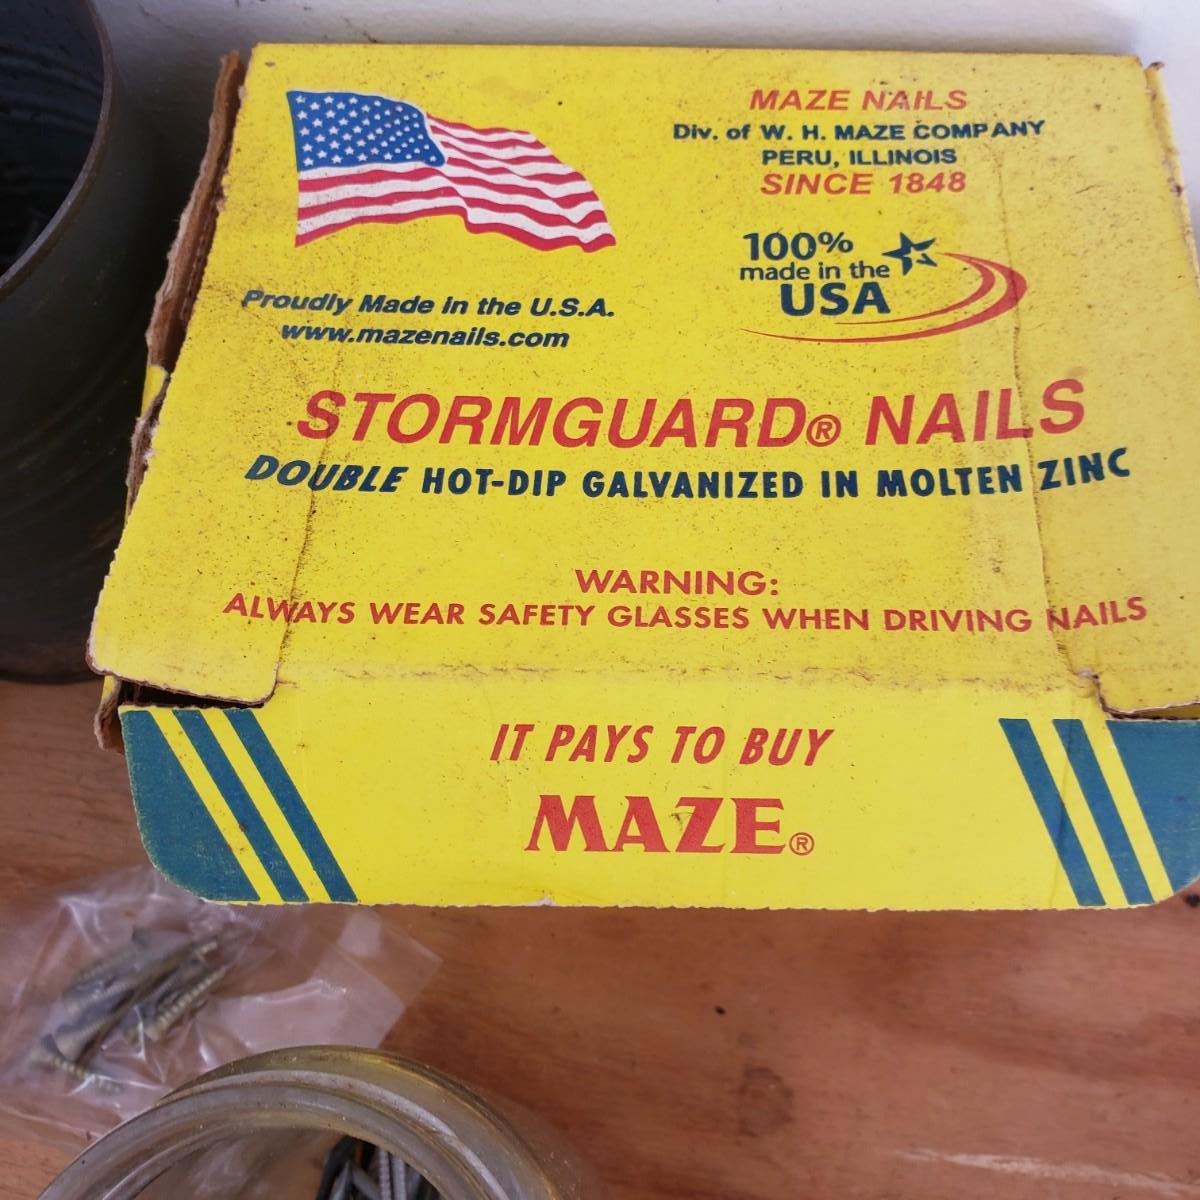 MAZE NAILS
Div. of W. H. MAZE COMPANY
PERU, ILLINOIS
SINCE 1848
100%
made in the
USA
Proudly Made in the U.S.A.
www.mazenails.com
STORMGUARD® NAILS
DOUBLE HOT-DIP GALVANIZED IN MOLTEN ZINC
WARNING:
ALWAYS WEAR SAFETY GLASSES WHEN DRIVING NAILS
IT PAYS TO BUY
MAZE®